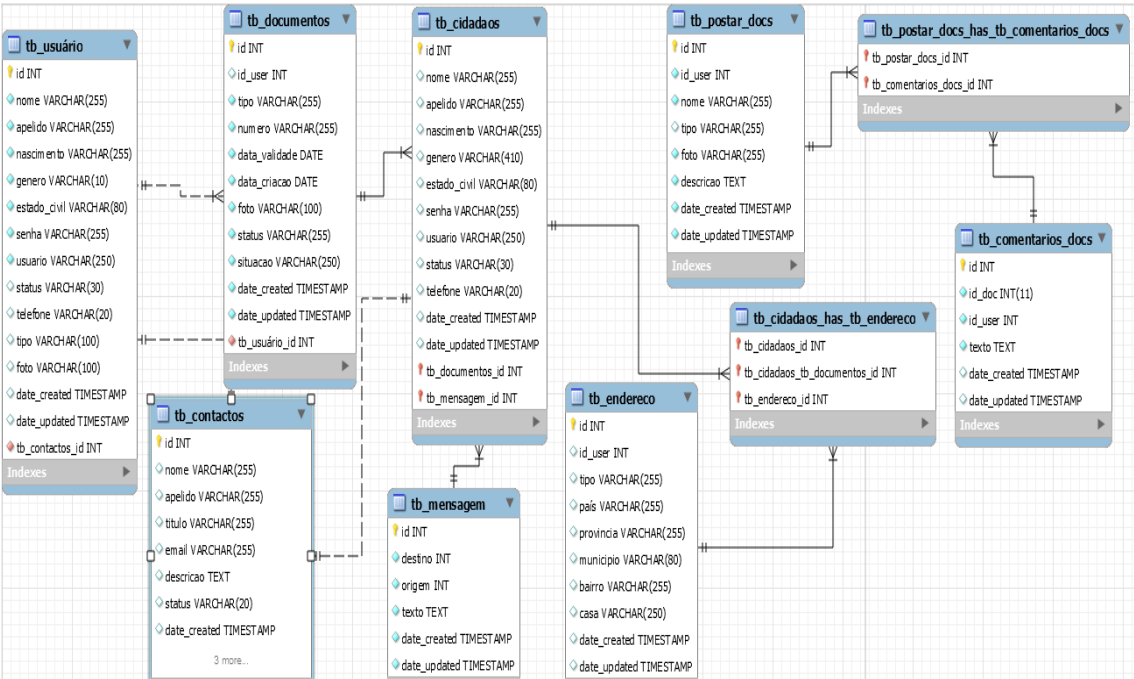 tb_usuário
id INT
nome VARCHAR(255)
apelido VARCHAR(255)
nascimento VARCHAR(255)
genero VARCHAR(10)
estado_civil VARCHAR(80)
senha VARCHAR(255)
usuario VARCHAR(250)
status VARCHAR(30)
telefone VARCHAR(20)
tipo VARCHAR(100)
foto VARCHAR(100)
date_created TIMESTAMP
date_updated TIMESTAMP
tb_contactos_id INT
Indexes
tb_documentos
id INT
id_user INT
tipo VARCHAR(255)
numero VARCHAR(255)
data_validade DATE
data_criacao DATE
foto VARCHAR(100)
status VARCHAR(255)
situacao VARCHAR(250)
date_created TIMESTAMP
date_updated TIMESTAMP
tb_usuário_id INT
Indexes
tb_contactos
id INT
nome VARCHAR(255)
apelido VARCHAR(255)
titulo VARCHAR(255)
email VARCHAR(255)
descricao TEXT
status VARCHAR(20)
date_created TIMESTAMP
3 more...
tb_cidadaos
id INT
nome VARCHAR(255)
apelido VARCHAR(255)
nascimento VARCHAR(255)
genero VARCHAR(410)
estado_civil VARCHAR(80)
senha VARCHAR(255)
usuario VARCHAR(250)
status VARCHAR(30)
telefone VARCHAR(20)
date_created TIMESTAMP
date_updated TIMESTAMP
tb_documentos_id INT
tb_mensagem_id INT
Indexes
tb_mensagem
id INT
destino INT
origem INT
texto TEXT
date_created TIMESTAMP
date_updated TIMESTAMP
tb_postar_docs
id INT
id_user INT
nome VARCHAR(255)
tipo VARCHAR(255)
foto VARCHAR(255)
descricao TEXT
date_created TIMESTAMP
date_updated TIMESTAMP
Indexes
tb_endereco
id INT
id_user INT
tipo VARCHAR(255)
país VARCHAR(255)
provincia VARCHAR(255)
municipio VARCHAR(80)
bairro VARCHAR(255)
casa VARCHAR(250)
date_created TIMESTAMP
date_updated TIMESTAMP
tb_cidadaos_has_tb_endereco
tb_cidadaos_id INT
tb_cidadaos_tb_documentos_id INT
tb_endereco_id INT
Indexes
tb_postar_docs_has_tb_comentarios_docs
tb_postar_docs_id INT
tb_comentarios_docs_id INT
Indexes
tb_comentarios_docs
id INT
id_doc INT(11)
id_user INT
texto TEXT
date_created TIMESTAMP
date_updated TIMESTAMP
Indexes